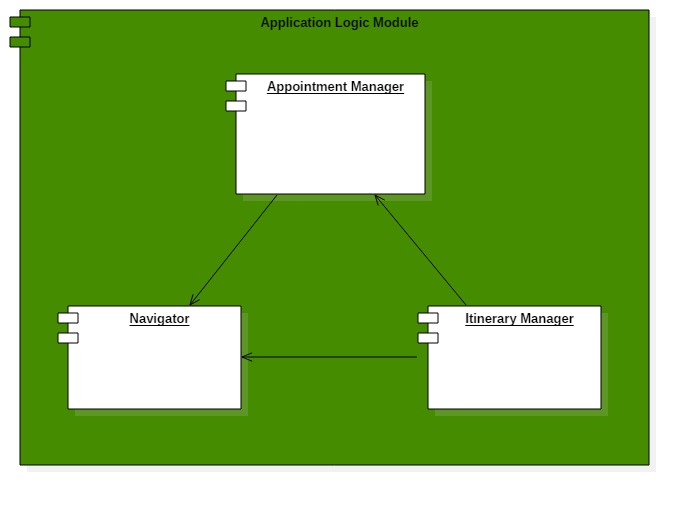 Application Logic Module
Appointment Manager
Navigator
Itinerary Manager